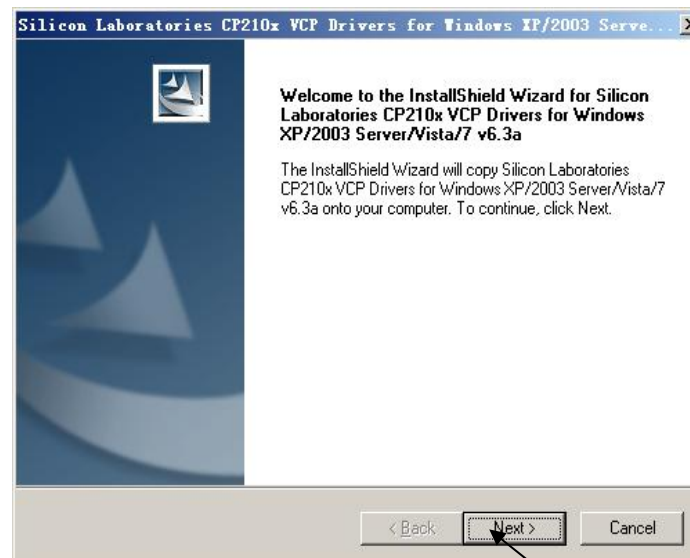 Silicon Laboratories CP210x VCP Drivers for Windows XP/2003 Serve...
Welcome to the InstallShield Wizard for Silicon
Laboratories CP210x VCP Drivers for Windows
XP/2003 Server/Vista/7 v6.3a
The InstallShield Wizard will copy Silicon Laboratories
CP210x VCP Drivers for Windows XP/2003 Server/Vista/7
v6.3a onto your computer. To continue, click Next.
< Back
Next >
Cancel